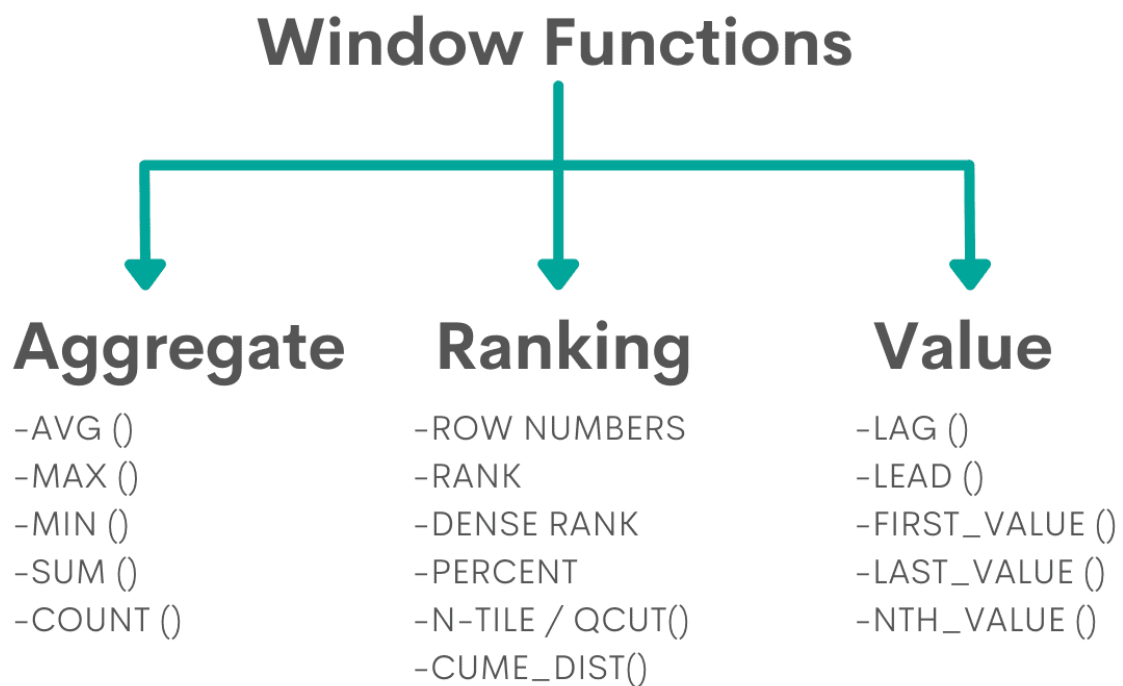 Window Functions
Aggregate
-AVG ()
-MAX ()
-MIN ()
-SUM ()
-COUNT ()
Ranking
-ROW NUMBERS
-RANK
-DENSE RANK
-PERCENT
-N-TILE / QCUT()
-CUME_DIST()
Value
-LAG ()
-LEAD ()
-FIRST_VALUE ()
-LAST_VALUE ()
-NTH_VALUE ()